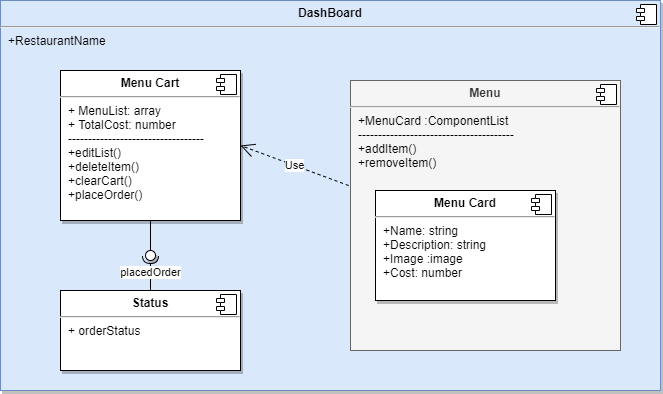 DashBoard
+RestaurantName
Menu Cart
+ MenuList: array
+ TotalCost: number
+editList()
+deleteItem()
+clearCart()
+placeOrder()
Use
Menu
+MenuCard :ComponentList
+addItem()
+removeItem()
Menu Card
+Name: string
+Description: string
+Image :image
+Cost: number
placedOrder
Status
+ orderStatus